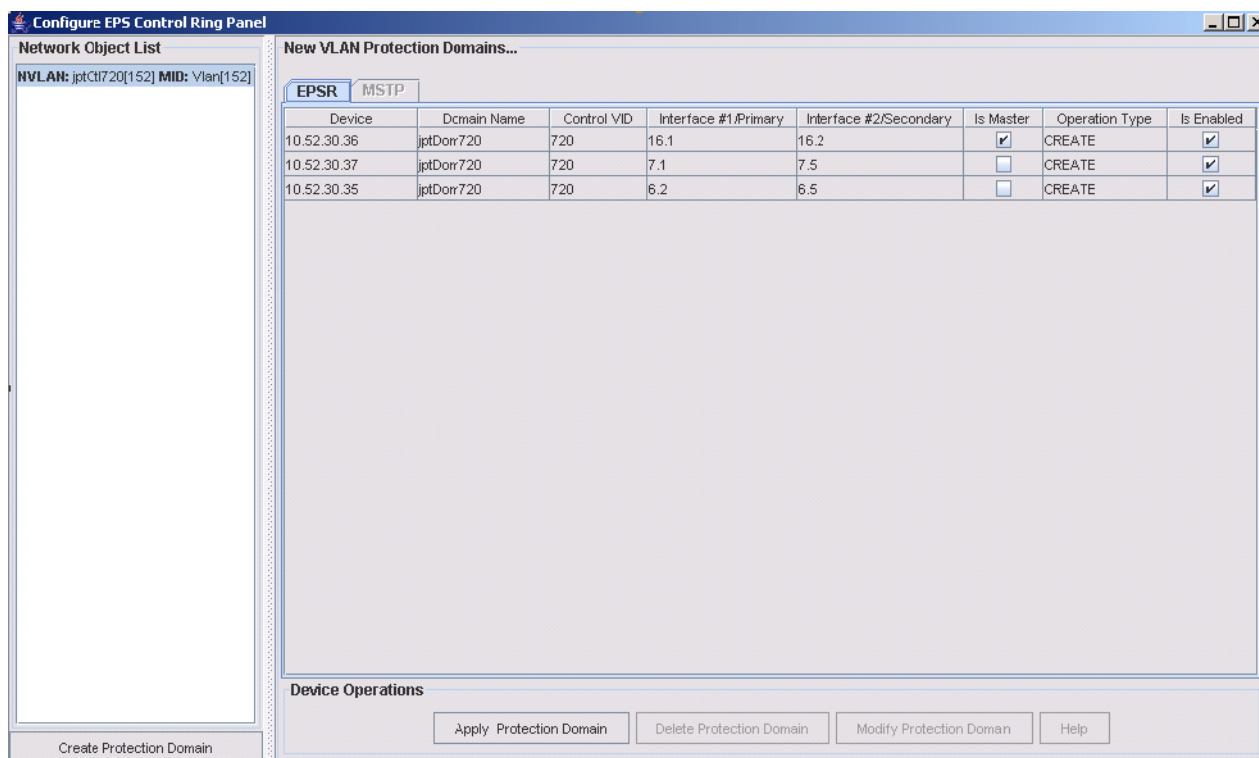 Configure EPS Control Ring Panel
Network Object List
NVLAN: jptCtl720[152] MID: Vlan[152]
Create Protection Domain
New VLAN Protection Domains...
EPSR MSTP
Device Domain Name Control VID Interface #1/Primary Interface #2/Secondary Is Master Operation Type Is Enabled
10.52.30.36 jptDom720 720 16.1 16.2 CREATE
10.52.30.37 jptDom720 720 7.1 7.5 CREATE
10.52.30.35 jptDom720 720 6.2 6.5 CREATE
Device Operations
Apply Protection Domain Delete Protection Domain Modify Protection Doman Help